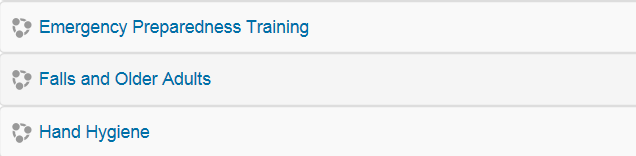 Emergency Preparedness Training
Falls and Older Adults
Hand Hygiene